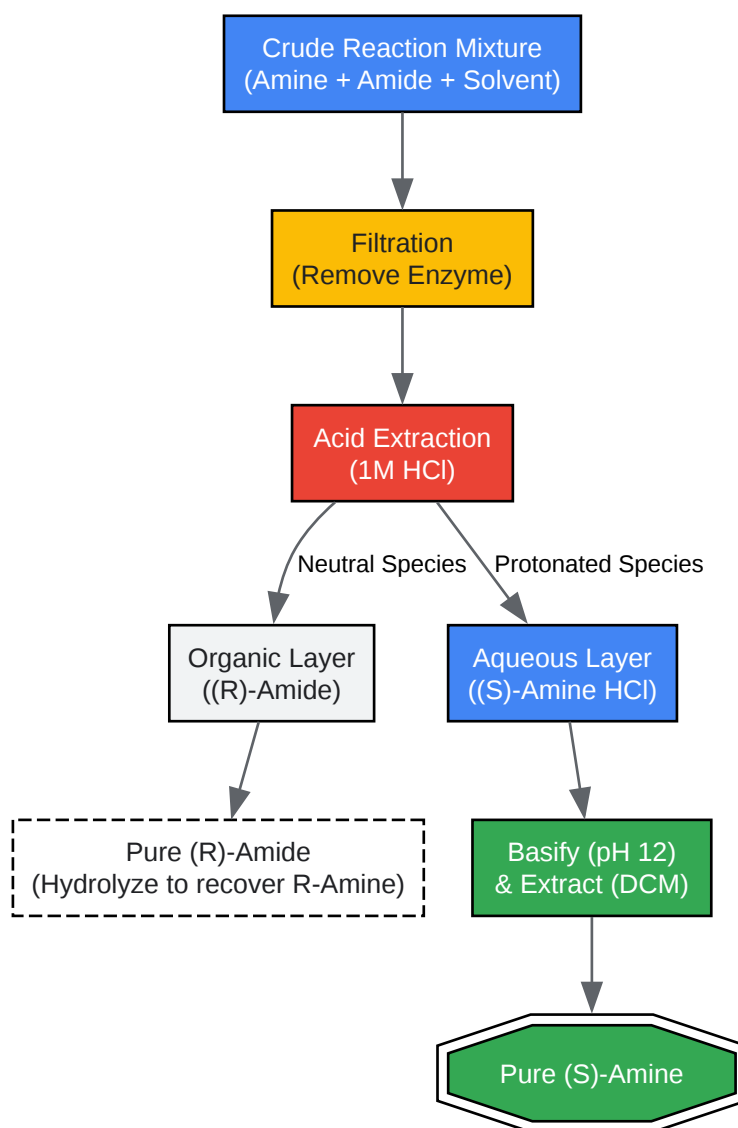 Crude Reaction Mixture
(Amine + Amide + Solvent)
Filtration
(Remove Enzyme)
Acid Extraction
(1M HCl)
Neutral Species
Protonated Species
Organic Layer
((R)-Amide)
Aqueous Layer
((S)-Amine HCl)
Pure (R)-Amide
(Hydrolyze to recover R-Amine)
Basify (pH 12)
& Extract (DCM)
Pure (S)-Amine